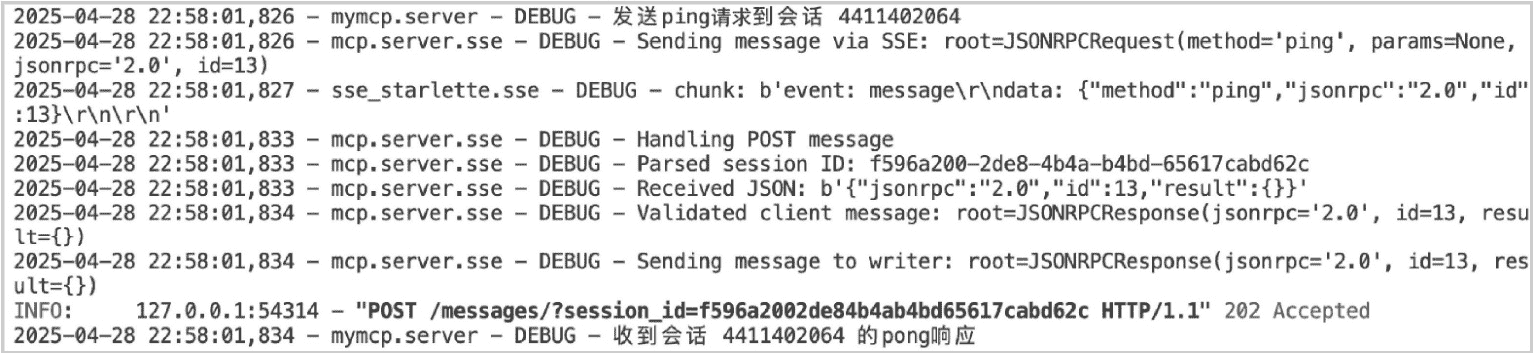 2025-04-28 22:58:01,826 – mymcp.server – DEBUG – 发送ping请求到会话 4411402064
2025-04-28 22:58:01,826 – mcp.server.sse – DEBUG – Sending message via SSE: root=JSONRPCRequest(method='ping', params=None,
jsonrpc='2.0', id=13)
2025-04-28 22:58:01,827 – sse_starlette.sse – DEBUG – chunk: b'event: message\r\ndata: {"method":"ping","jsonrpc":"2.0","id"
:13}\r\n\r\n'
2025-04-28 22:58:01,833 – mcp.server.sse – DEBUG – Handling POST message
2025-04-28 22:58:01,833 – mcp.server.sse – DEBUG – Parsed session ID: f596a200-2de8-4b4a-b4bd-65617cabd62c
2025-04-28 22:58:01,833 – mcp.server.sse – DEBUG – Received JSON: b'{"jsonrpc":"2.0","id":13,"result":{}}'
2025-04-28 22:58:01,834 – mcp.server.sse – DEBUG – Validated client message: root=JSONRPCResponse(jsonrpc='2.0', id=13, resu
lt={})
2025-04-28 22:58:01,834 – mcp.server.sse – DEBUG – Sending message to writer: root=JSONRPCResponse(jsonrpc='2.0', id=13, res
ult={})
INFO:     127.0.0.1:54314 – "POST /messages/?session_id=f596a2002de84b4ab4bd65617cabd62c HTTP/1.1" 202 Accepted
2025-04-28 22:58:01,834 – mymcp.server – DEBUG – 收到会话 4411402064 的pong响应